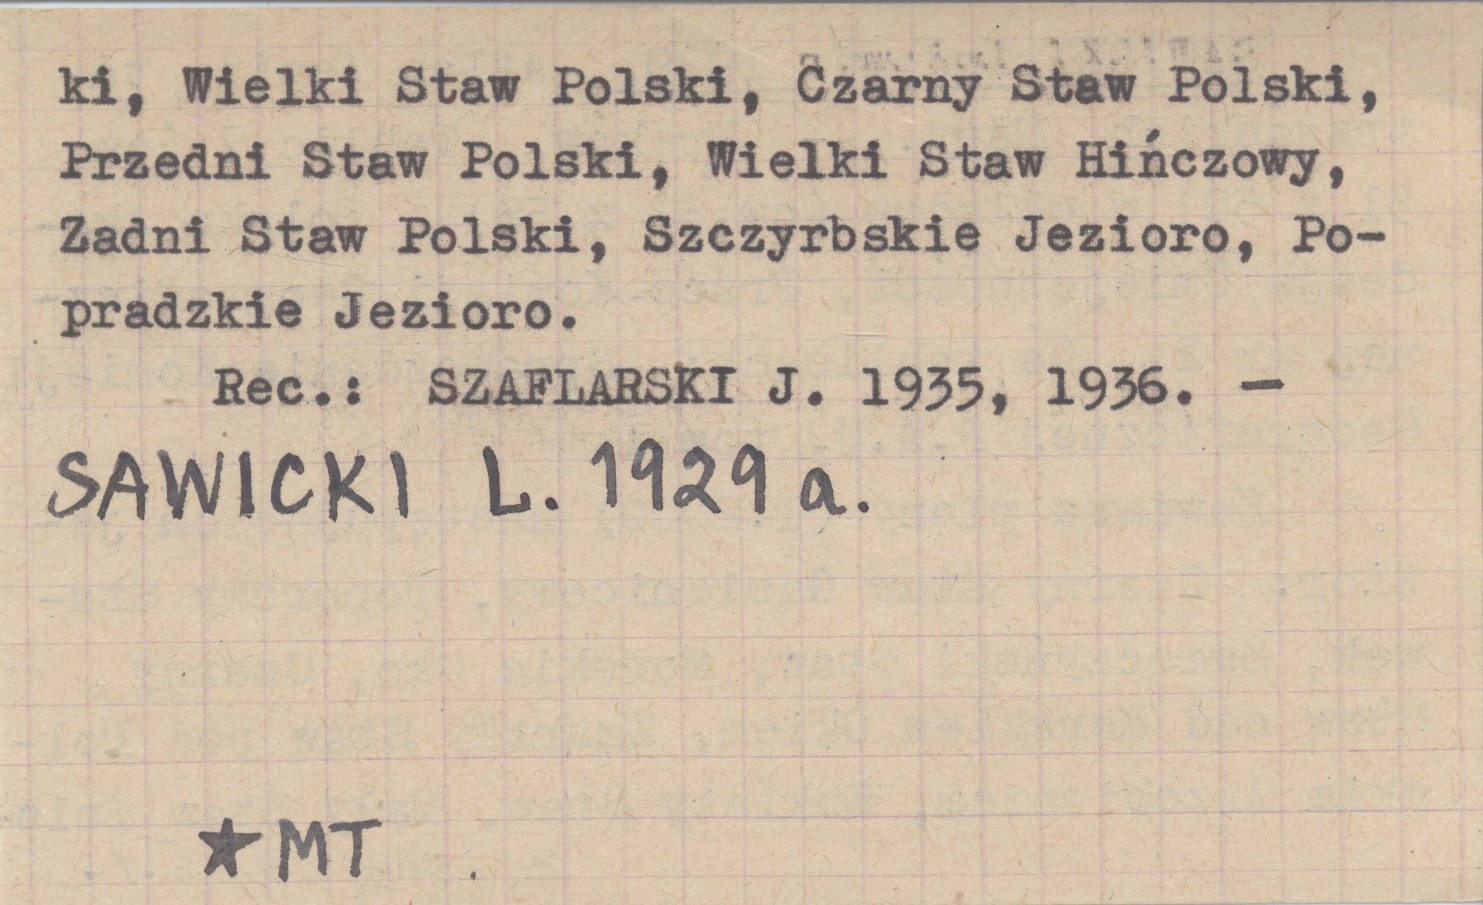 ki, Wielki Staw Polski, Czarny Staw Polski,
Przedni Staw Polski, Wielki Staw Hińczowy,
Zadni Staw Polski, Szczyrbskie Jezioro, Po-
pradzkie Jezioro.
Rec.: SZAFLARSKI J. 1935, 1936. —
SAWICKI L. 1929 a.
★ MT